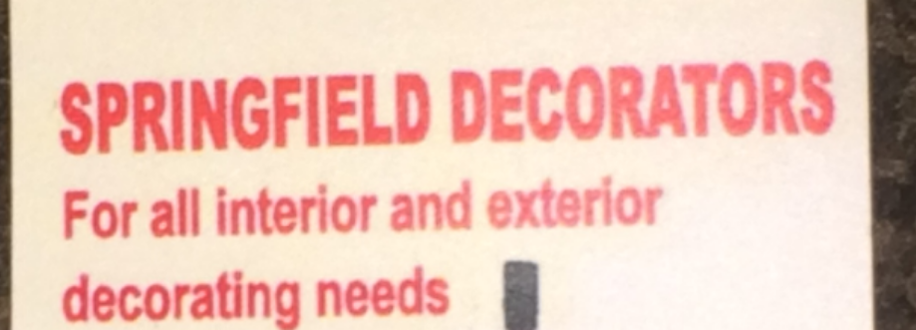 SPRINGFIELD DECORATORS
For all interior and exterior
decorating needs